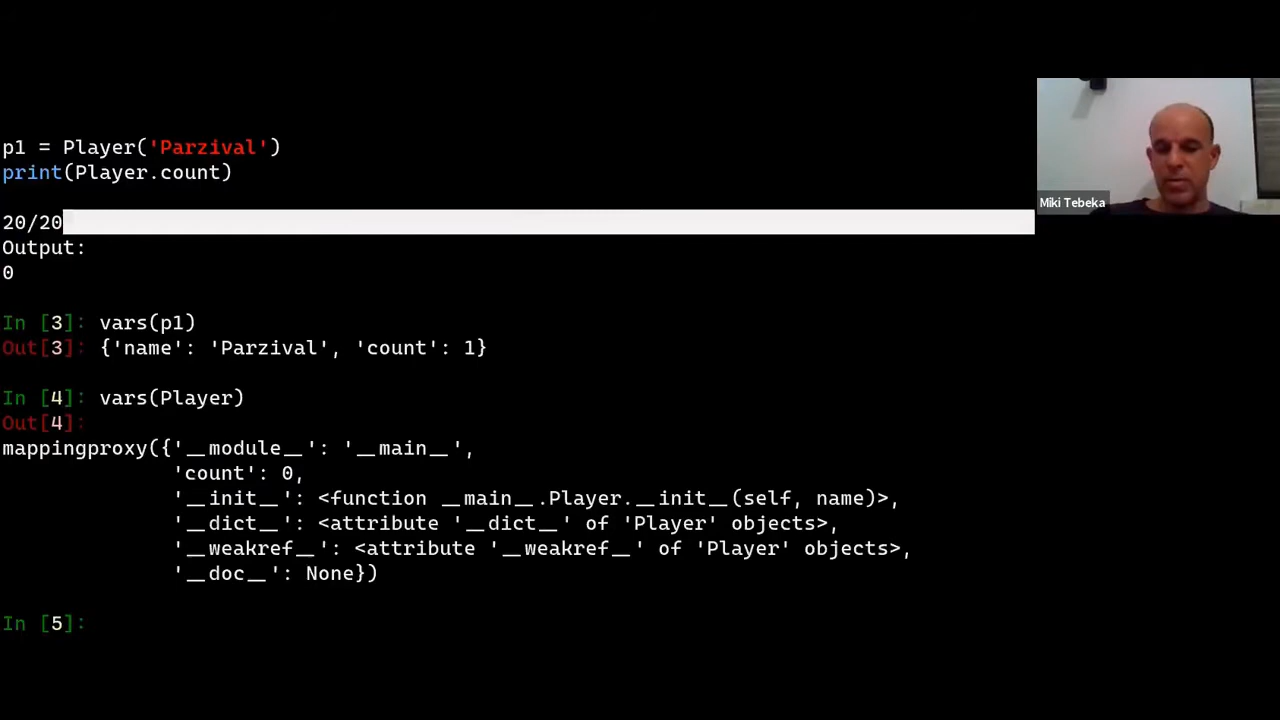 p1 = Player('Parzival')
print(Player.count)
20/20
Output:
0
In [3]: vars(p1)
Out[3]: {'name': 'Parzival', 'count': 1}
In [4]: vars(Player)
Out[4]:
mappingproxy({'__module__': '__main__',
'count': 0,
'__init__': <function __main__.Player.__init__(self, name)>,
'__dict__': <attribute '__dict__' of 'Player' objects>,
'__weakref__': <attribute '__weakref__' of 'Player' objects>,
'__doc__': None})
In [5]:
Miki Tebeka